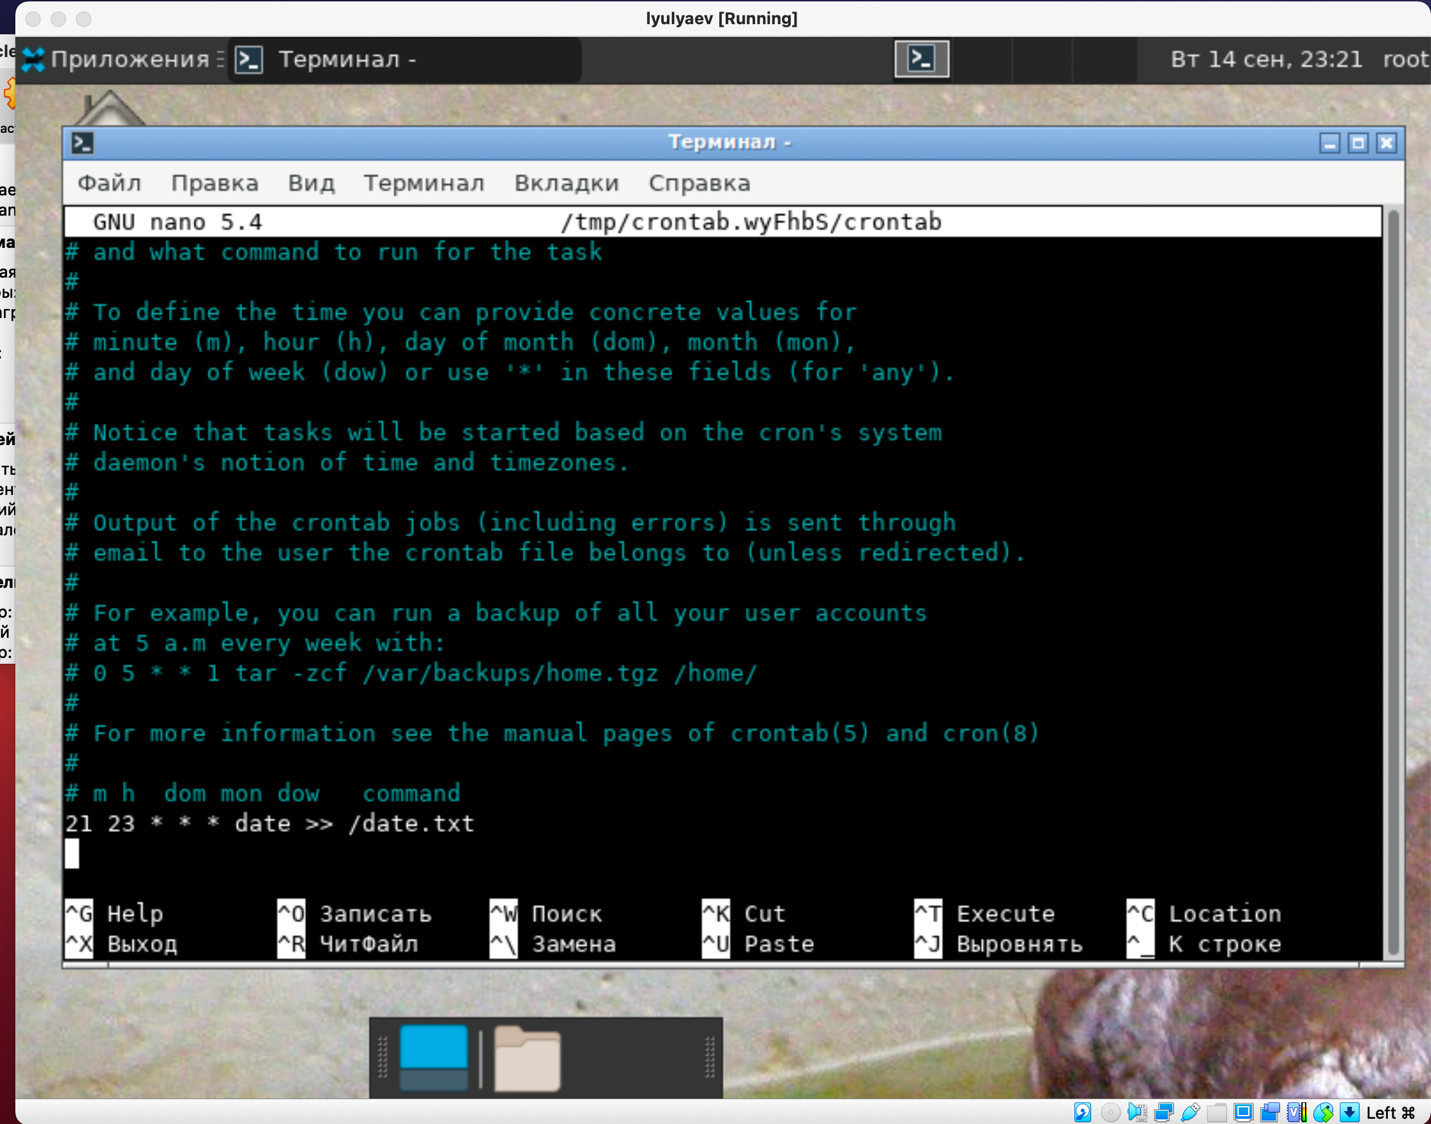 lyulyaev [Running]
Приложения
Терминал -
Вт 14 сен, 23:21
root
Терминал -
Файл Правка Вид Терминал Вкладки Справка
GNU nano 5.4 /tmp/crontab.wyFhbS/crontab
# and what command to run for the task
#
# To define the time you can provide concrete values for
# minute (m), hour (h), day of month (dom), month (mon),
# and day of week (dow) or use '*' in these fields (for 'any').
#
# Notice that tasks will be started based on the cron's system
# daemon's notion of time and timezones.
#
# Output of the crontab jobs (including errors) is sent through
# email to the user the crontab file belongs to (unless redirected).
#
# For example, you can run a backup of all your user accounts
# at 5 a.m every week with:
# 0 5 * * 1 tar -zcf /var/backups/home.tgz /home/
#
# For more information see the manual pages of crontab(5) and cron(8)
#
# m h  dom mon dow   command
21 23 * * * date >> /date.txt
^G Help ^O Записать ^W Поиск ^K Cut ^T Execute ^C Location
^X Выход ^R ЧитФайл ^\ Замена ^U Paste ^J Выровнять ^_ К строке
Left ⌘